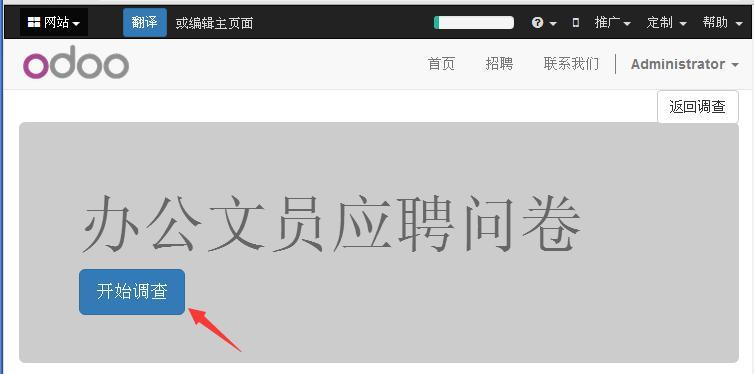 网站 翻译 或编辑主页面 推广 定制 帮助
odoo 首页 招聘 联系我们 Administrator
返回调查
办公文员应聘问卷
开始调查